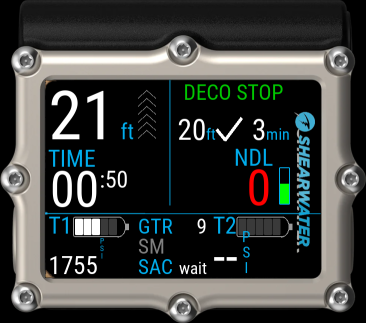 21 ft
DECO STOP
20ft 3min
TIME
00:50
NDL
0
SHEARWATER
T1 PSI
1755
GTR 9
SM
SAC wait
T2 PSI
--